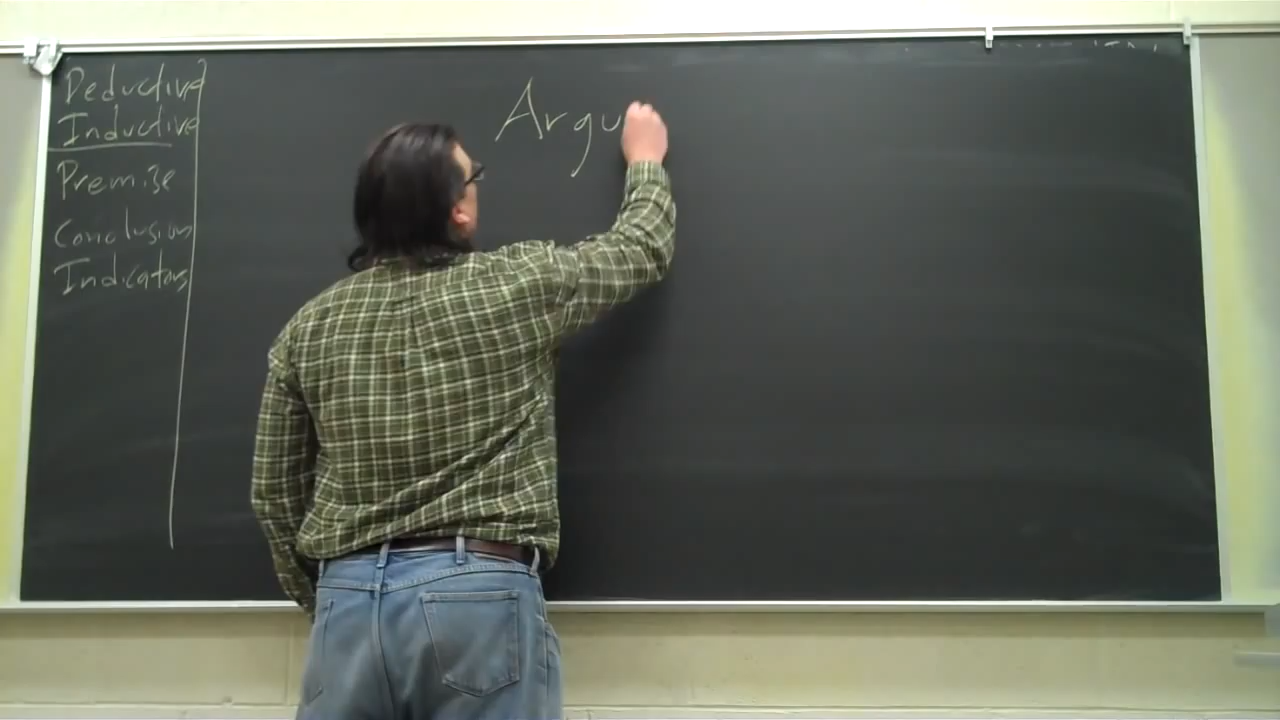 Deductive
Inductive
Premise
Conclusion
Indicators
Argu